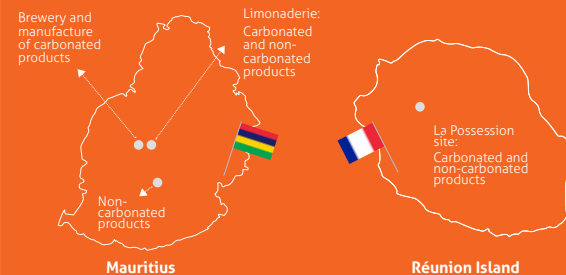 Brewery and
manufacture
of carbonated
products
Limonaderie:
Carbonated
and non-
carbonated
products
Non-
carbonated
products
La Possession
site:
Carbonated and
non-carbonated
products
Mauritius
Réunion Island